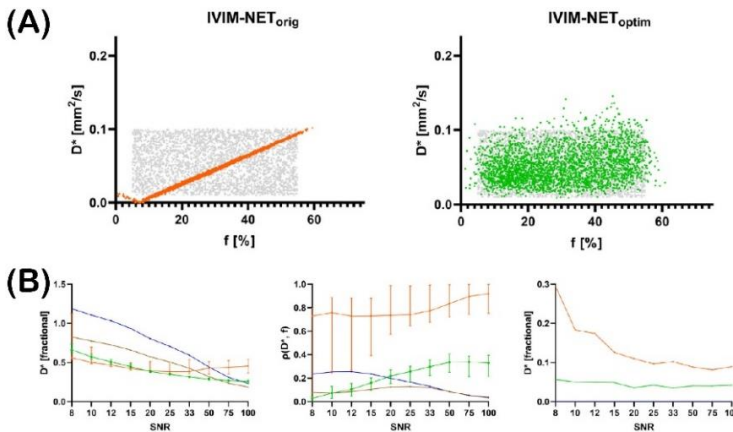 (A)
IVIM-NETorig
IVIM-NEToptim
D* [mm²/s]
0.2
0.1
0.0
0 20 40 60
f [%]
D* [mm²/s]
0.2
0.1
0.0
0 20 40 60
f [%]
(B)
D* [fractional]
1.5
1.0
0.5
0.0
8 10 12 15 20 25 33 50 75 100
SNR
ρ(D*, f)
1.0
0.8
0.6
0.4
0.2
0.0
8 10 12 15 20 25 33 50 75 100
SNR
D* [fractional]
0.3
0.2
0.1
0.0
8 10 12 15 20 25 33 50 75 100
SNR